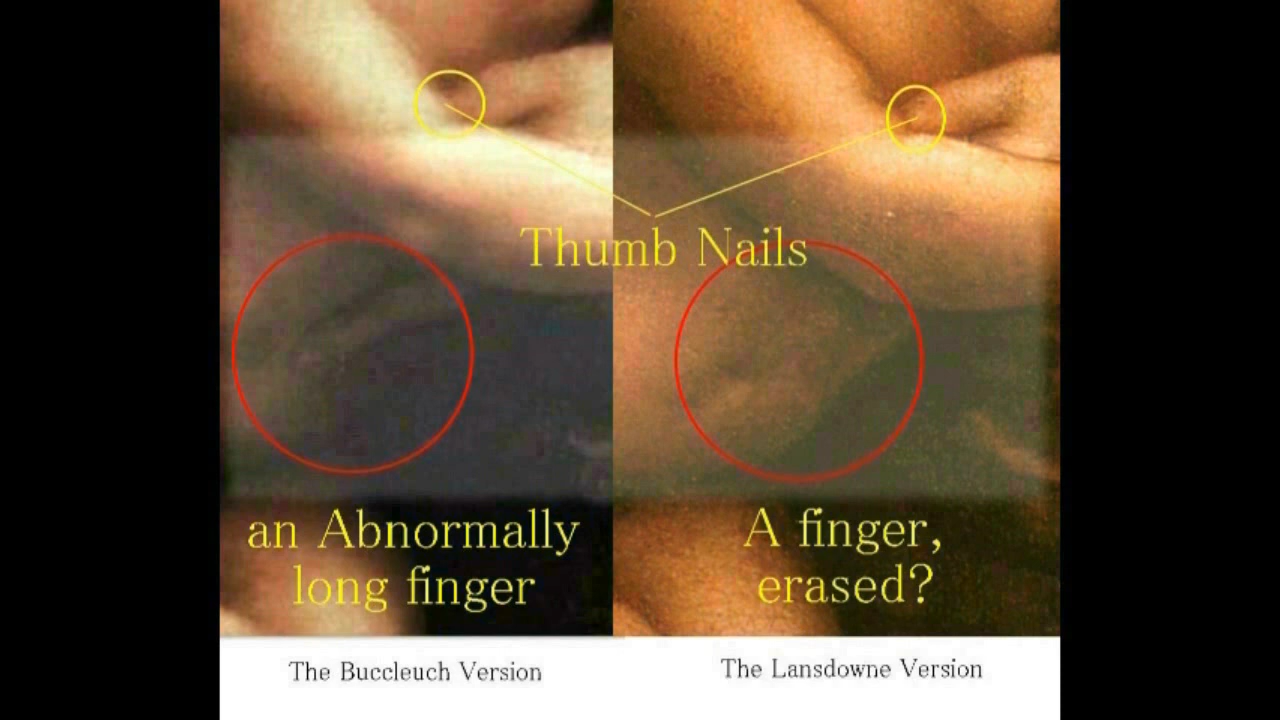 Thumb Nails
an Abnormally
long finger
A finger,
erased?
The Buccleuch Version
The Lansdowne Version